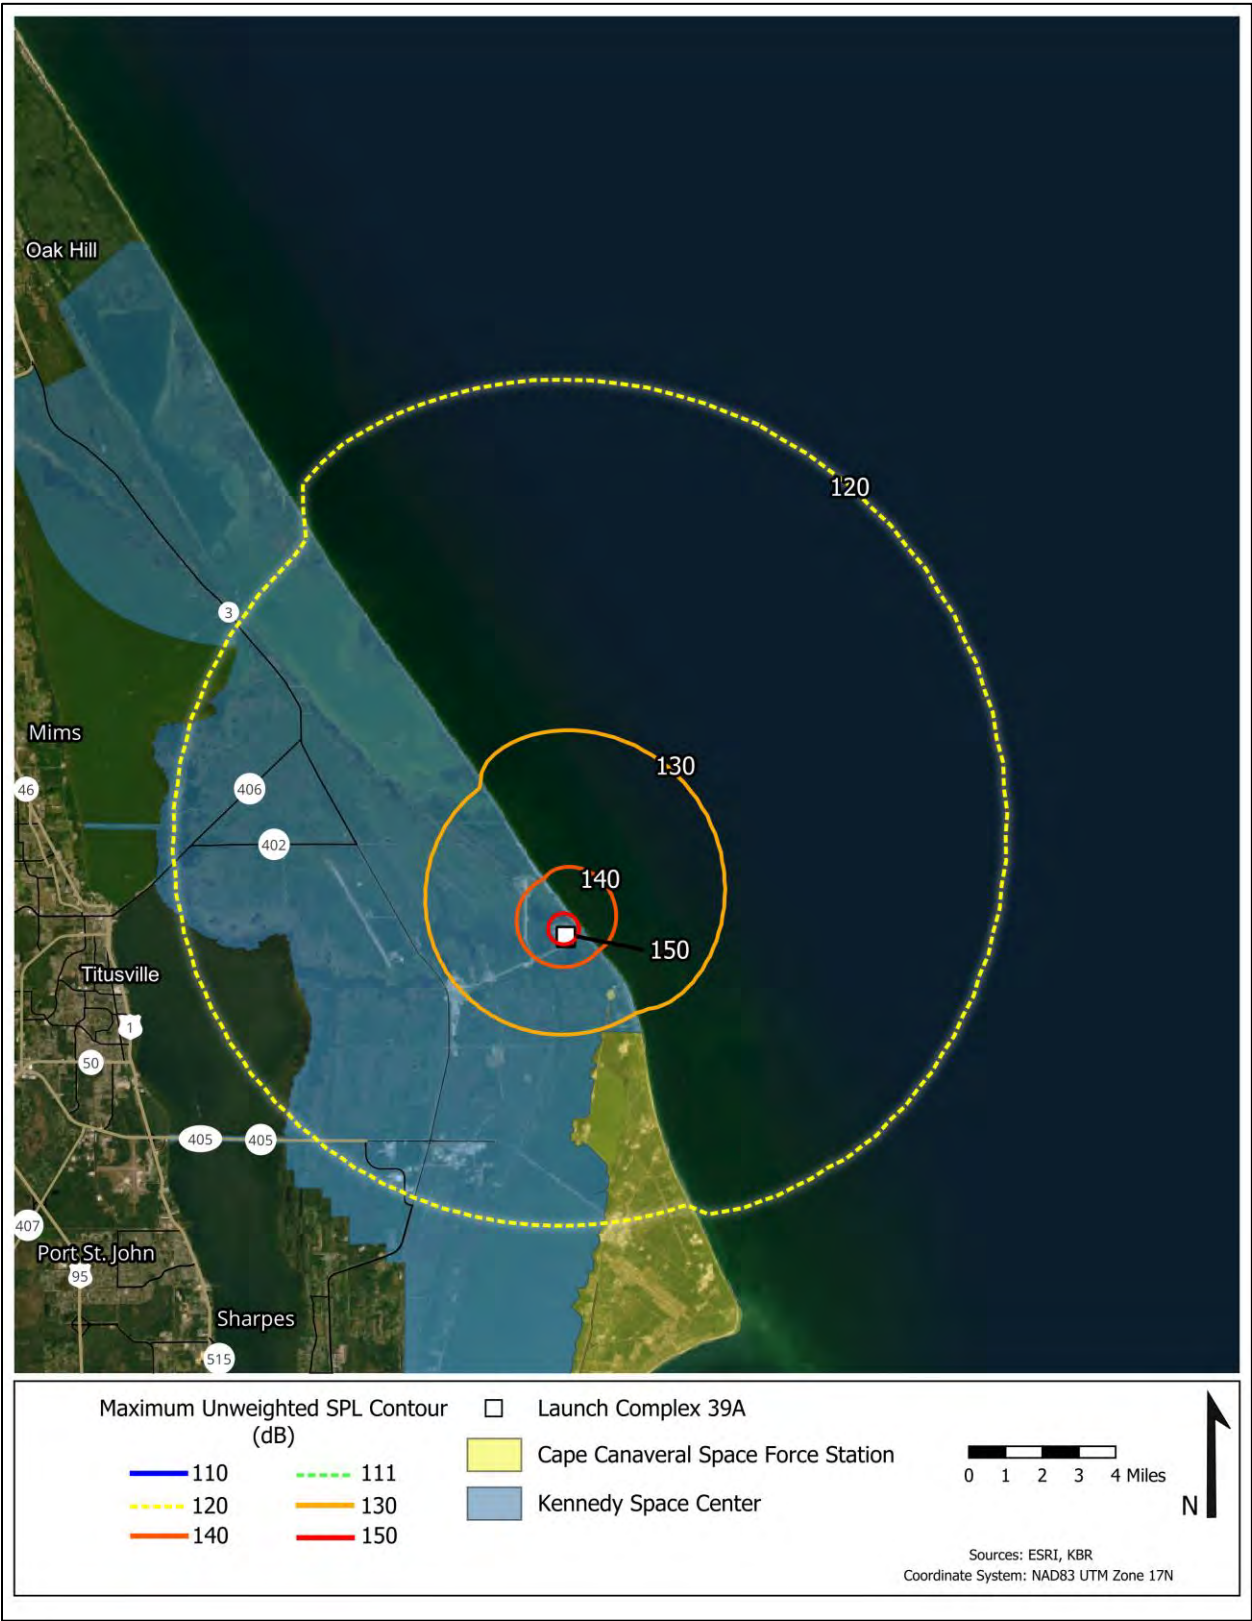 Oak Hill
120
3
Mims
130
46
406
402
140
150
Titusville
1
50
405
405
407
Port St. John
95
Sharpes
515
Maximum Unweighted SPL Contour
(dB)
110
111
120
130
140
150
Launch Complex 39A
Cape Canaveral Space Force Station
Kennedy Space Center
0 1 2 3 4 Miles
N
Sources: ESRI, KBR
Coordinate System: NAD83 UTM Zone 17N